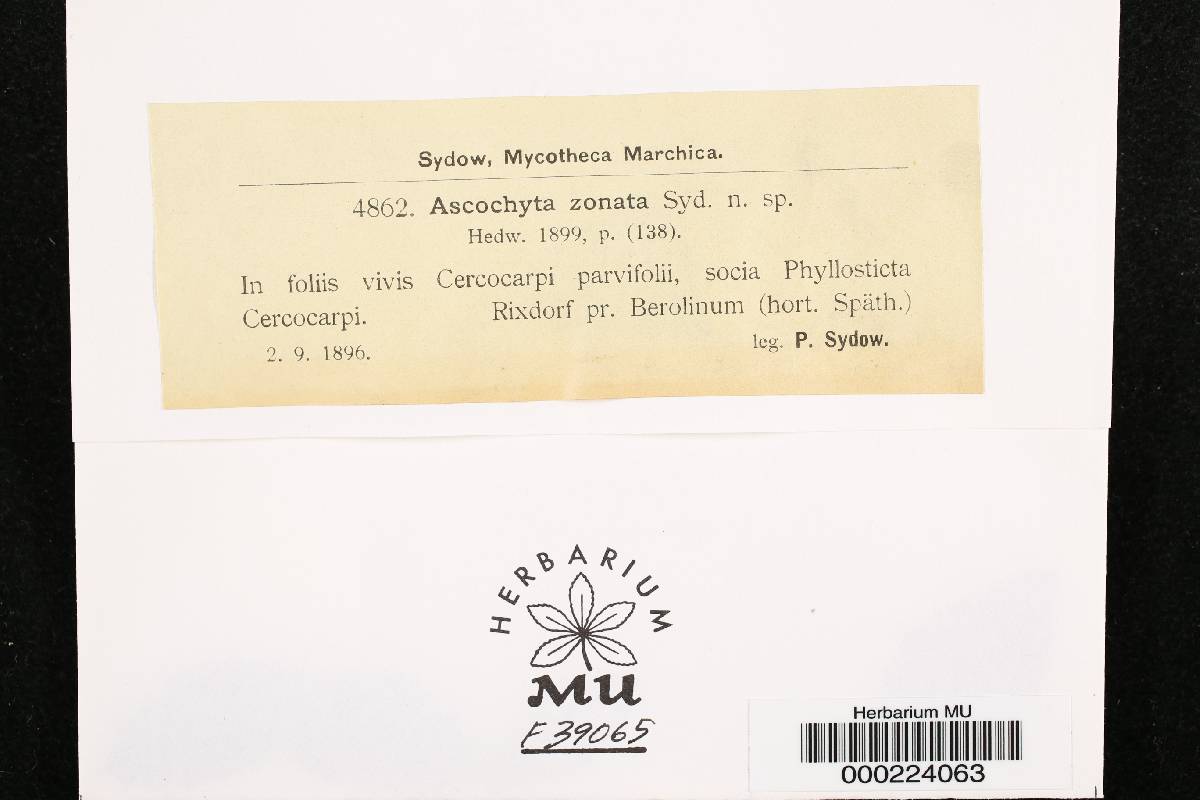 Sydow, Mycotheca Marchica.
4862. Ascochyta zonata Syd. n. sp.
Hedw. 1899, p. (138).
In foliis vivis Cercocarpi parvifolii, socia Phyllosticta
Cercocarpi. Rixdorf pr. Berolinum (hort. Späth.)
2. 9. 1896. leg. P. Sydow.
HERBARIUM
MU
F39065
Herbarium MU
000224063